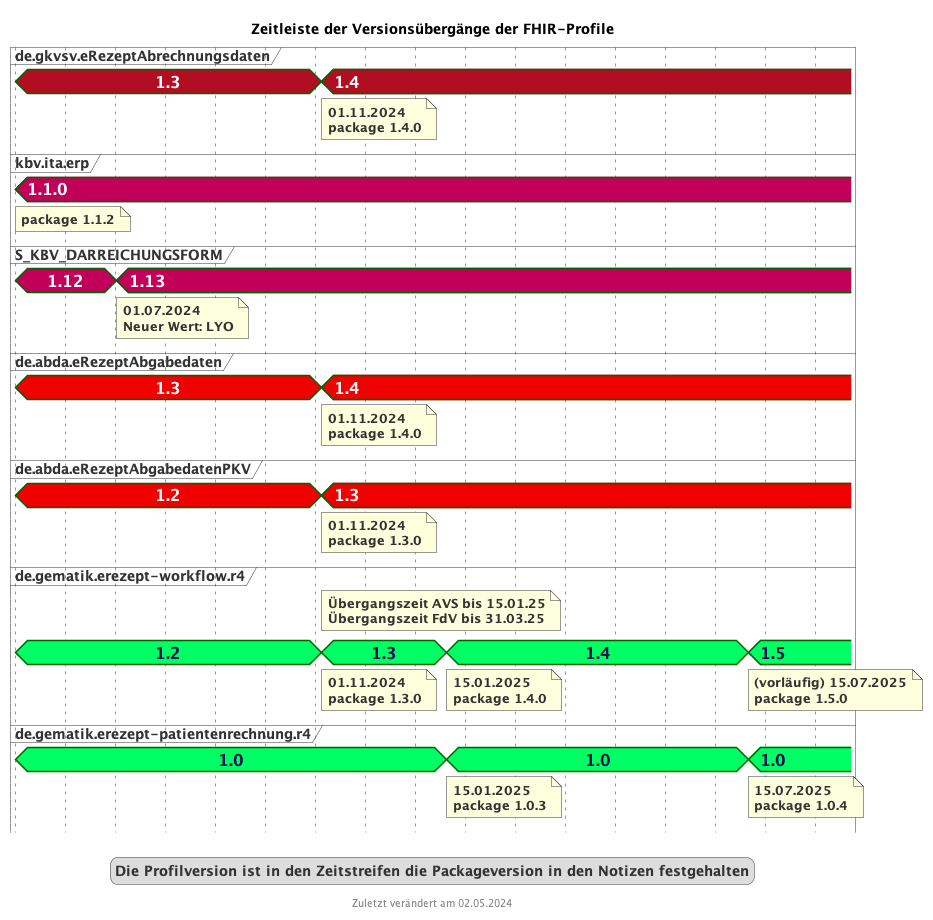 Zeitleiste der Versionsübergänge der FHIR-Profile
de.gkvsv.eRezeptAbrechnungsdaten
1.3
1.4
01.11.2024
package 1.4.0
kbv.ita.erp
1.1.0
package 1.1.2
S_KBV_DARREICHUNGSFORM
1.12
1.13
01.07.2024
Neuer Wert: LYO
de.abda.eRezeptAbgabedaten
1.3
1.4
01.11.2024
package 1.4.0
de.abda.eRezeptAbgabedatenPKV
1.2
1.3
01.11.2024
package 1.3.0
de.gematik.erezept-workflow.r4
Übergangszeit AVS bis 15.01.25
Übergangszeit FdV bis 31.03.25
1.2
1.3
1.4
1.5
01.11.2024
package 1.3.0
15.01.2025
package 1.4.0
(vorläufig) 15.07.2025
package 1.5.0
de.gematik.erezept-patientenrechnung.r4
1.0
1.0
1.0
15.01.2025
package 1.0.3
15.07.2025
package 1.0.4
Die Profilversion ist in den Zeitstreifen die Packageversion in den Notizen festgehalten
Zuletzt verändert am 02.05.2024